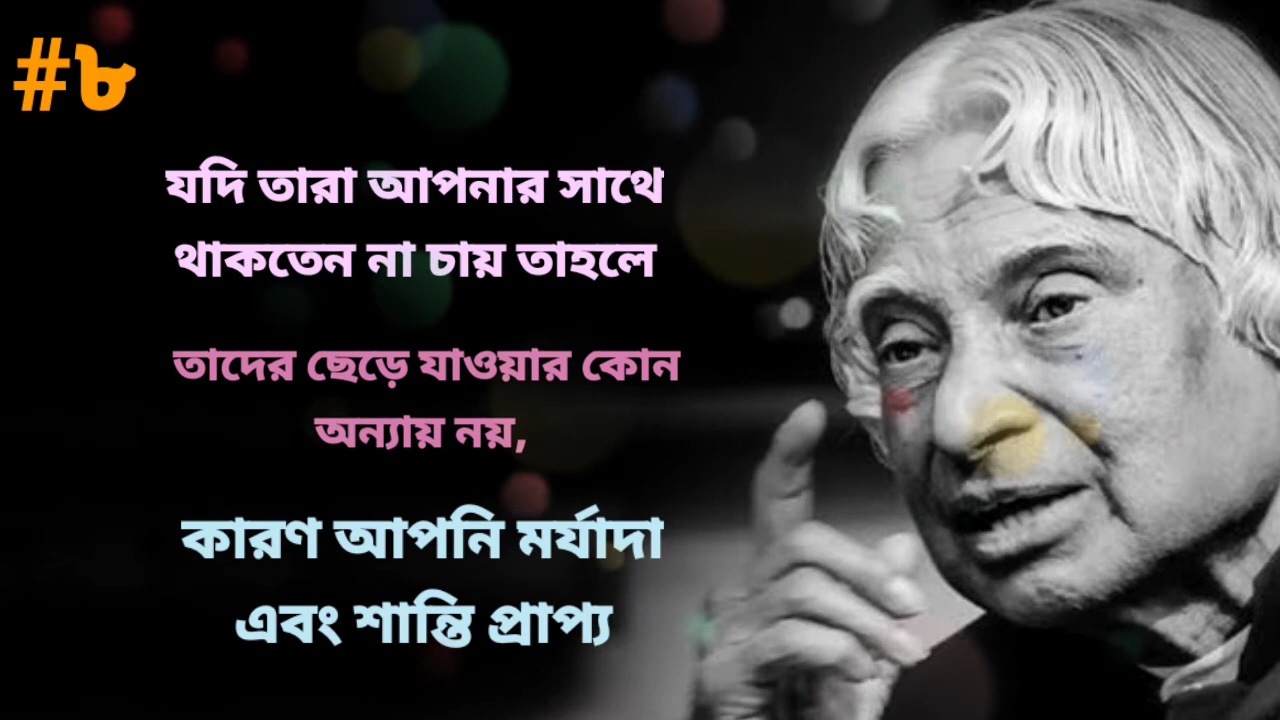 #৮
যদি তারা আপনার সাথে
থাকতেন না চায় তাহলে
তাদের ছেড়ে যাওয়ার কোন
অন্যায় নয়,
কারণ আপনি মর্যাদা
এবং শান্তি প্রাপ্য